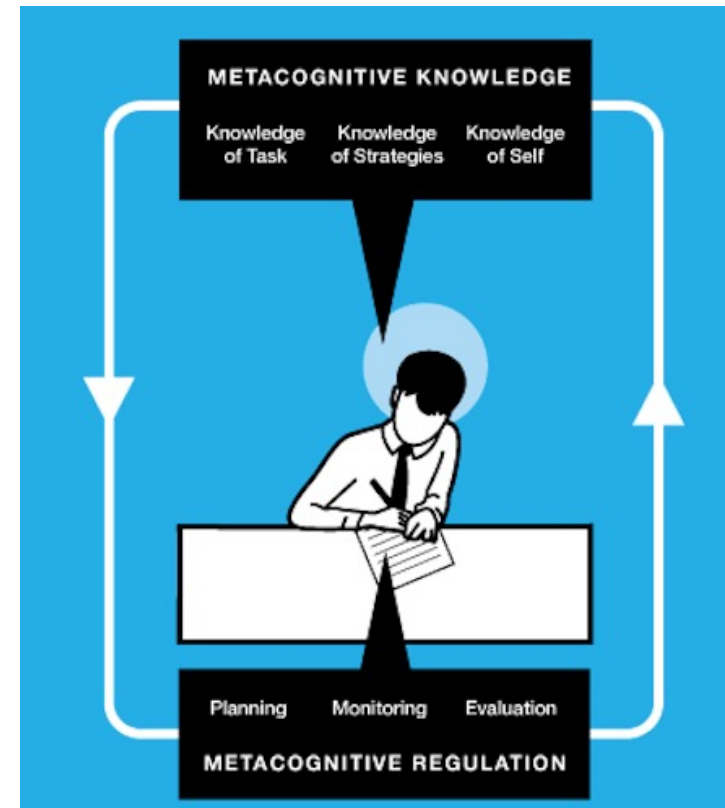 METACOGNITIVE KNOWLEDGE
Knowledge of Task
Knowledge of Strategies
Knowledge of Self
Planning Monitoring Evaluation
METACOGNITIVE REGULATION